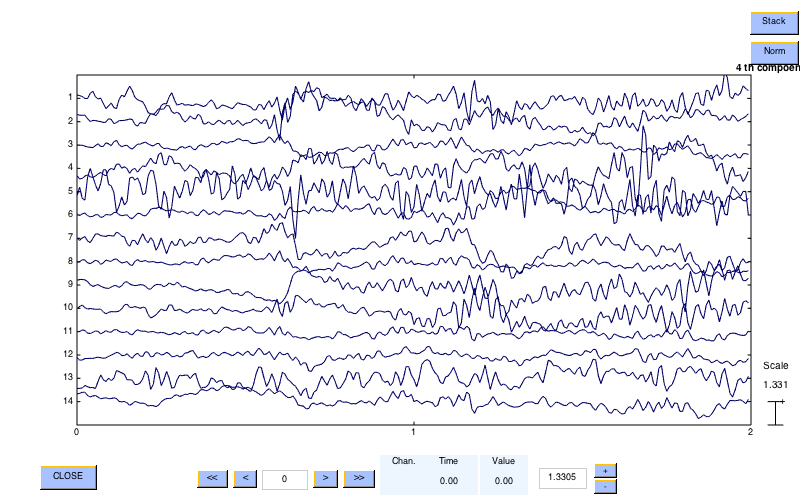 Stack
Norm
4 th compoen
1
2
3
4
5
6
7
8
9
10
11
12
13
14
0 1 2
Scale
1.331
CLOSE
<< < 0 > >>
Chan. Time Value
0.00 0.00
1.3305
+
-